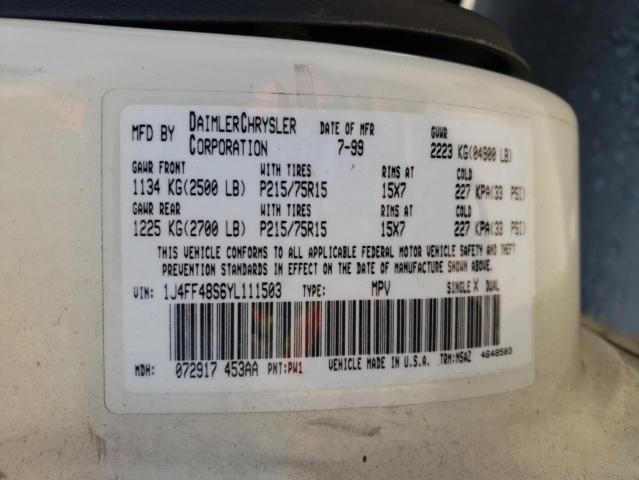 MFD BY DAIMLERCHRYSLER CORPORATION DATE OF MFR 7-99 GVWR 2223 KG(04900 LB)
GAWR FRONT WITH TIRES RIMS AT COLD
1134 KG(2500 LB) P215/75R15 15X7 227 KPA(33 PSI)
GAWR REAR WITH TIRES RIMS AT COLD
1225 KG(2700 LB) P215/75R15 15X7 227 KPA(33 PSI)
THIS VEHICLE CONFORMS TO ALL APPLICABLE FEDERAL MOTOR VEHICLE SAFETY AND THEFT
PREVENTION STANDARDS IN EFFECT ON THE DATE OF MANUFACTURE SHOWN ABOVE.
VIN: 1J4FF48S6YL111503 TYPE: MPV SINGLE X DUAL
MDH: 072917 453AA PNT:PW1 VEHICLE MADE IN U.S.A. TRM:M5AZ 4648503